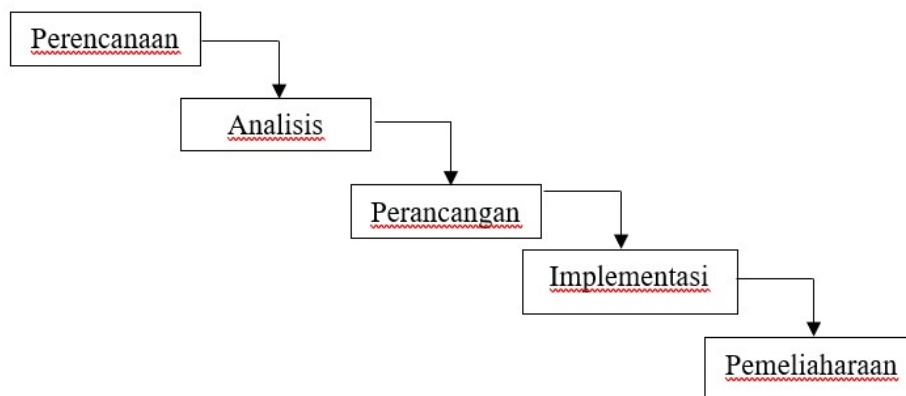 Perencanaan
Analisis
Perancangan
Implementasi
Pemeliaharaan